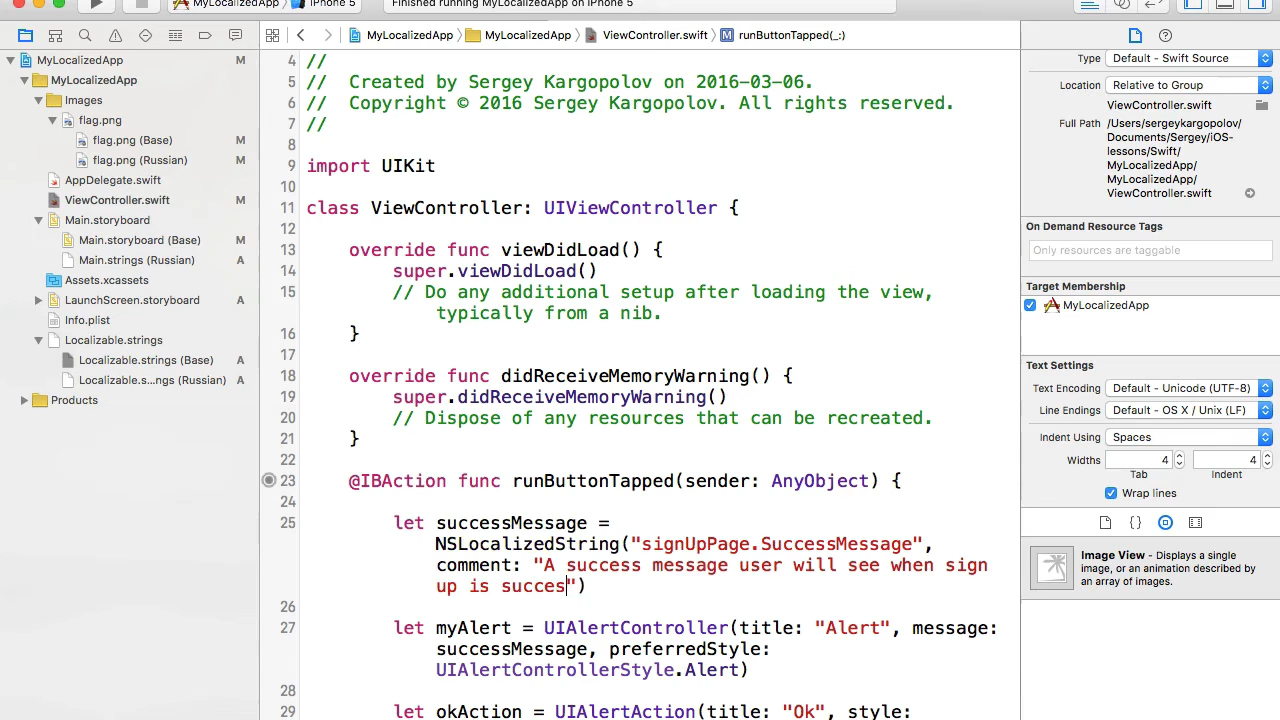 MyLocalizedApp
iPhone 5
Finished running MyLocalizedApp on iPhone 5
MyLocalizedApp
MyLocalizedApp
ViewController.swift
runButtonTapped(_:)
MyLocalizedApp M
MyLocalizedApp
Images
flag.png
flag.png (Base) M
flag.png (Russian) M
AppDelegate.swift
ViewController.swift M
Main.storyboard
Main.storyboard (Base) M
Main.strings (Russian) A
Assets.xcassets
LaunchScreen.storyboard A
Info.plist
Localizable.strings
Localizable.strings (Base) A
Localizable.s...ngs (Russian) A
Products
4 //
5 // Created by Sergey Kargopolov on 2016-03-06.
6 // Copyright © 2016 Sergey Kargopolov. All rights reserved.
7 //
8
9 import UIKit
10
11 class ViewController: UIViewController {
12
13 override func viewDidLoad() {
14 super.viewDidLoad()
15 // Do any additional setup after loading the view,
typically from a nib.
16 }
17
18 override func didReceiveMemoryWarning() {
19 super.didReceiveMemoryWarning()
20 // Dispose of any resources that can be recreated.
21 }
22
23 @IBAction func runButtonTapped(sender: AnyObject) {
24
25 let successMessage =
NSLocalizedString("signUpPage.SuccessMessage",
comment: "A success message user will see when sign
up is succes")
26
27 let myAlert = UIAlertController(title: "Alert", message:
successMessage, preferredStyle:
UIAlertControllerStyle.Alert)
28
29 let okAction = UIAlertAction(title: "Ok", style:
Type Default - Swift Source
Location Relative to Group
ViewController.swift
Full Path /Users/sergeykargopolov/
Documents/Sergey/iOS-
lessons/Swift/
MyLocalizedApp/
MyLocalizedApp/
ViewController.swift
On Demand Resource Tags
Only resources are taggable
Target Membership
MyLocalizedApp
Text Settings
Text Encoding Default - Unicode (UTF-8)
Line Endings Default - OS X / Unix (LF)
Indent Using Spaces
Widths 4 4
Tab Indent
Wrap lines
Image View - Displays a single
image, or an animation described by
an array of images.